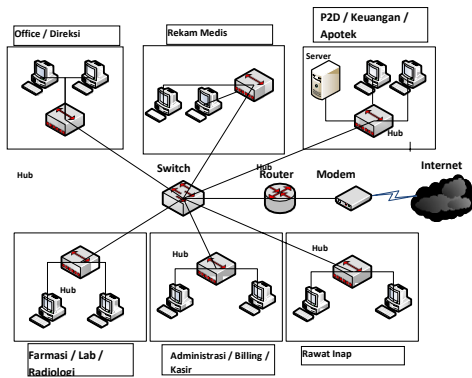 Office / Direksi
Rekam Medis
P2D / Keuangan /
Apotek
Server
Hub
Hub
Hub
Switch
Router
Modem
Internet
Hub
Hub
Hub
Farmasi / Lab /
Radiologi
Administrasi / Billing /
Kasir
Rawat Inap